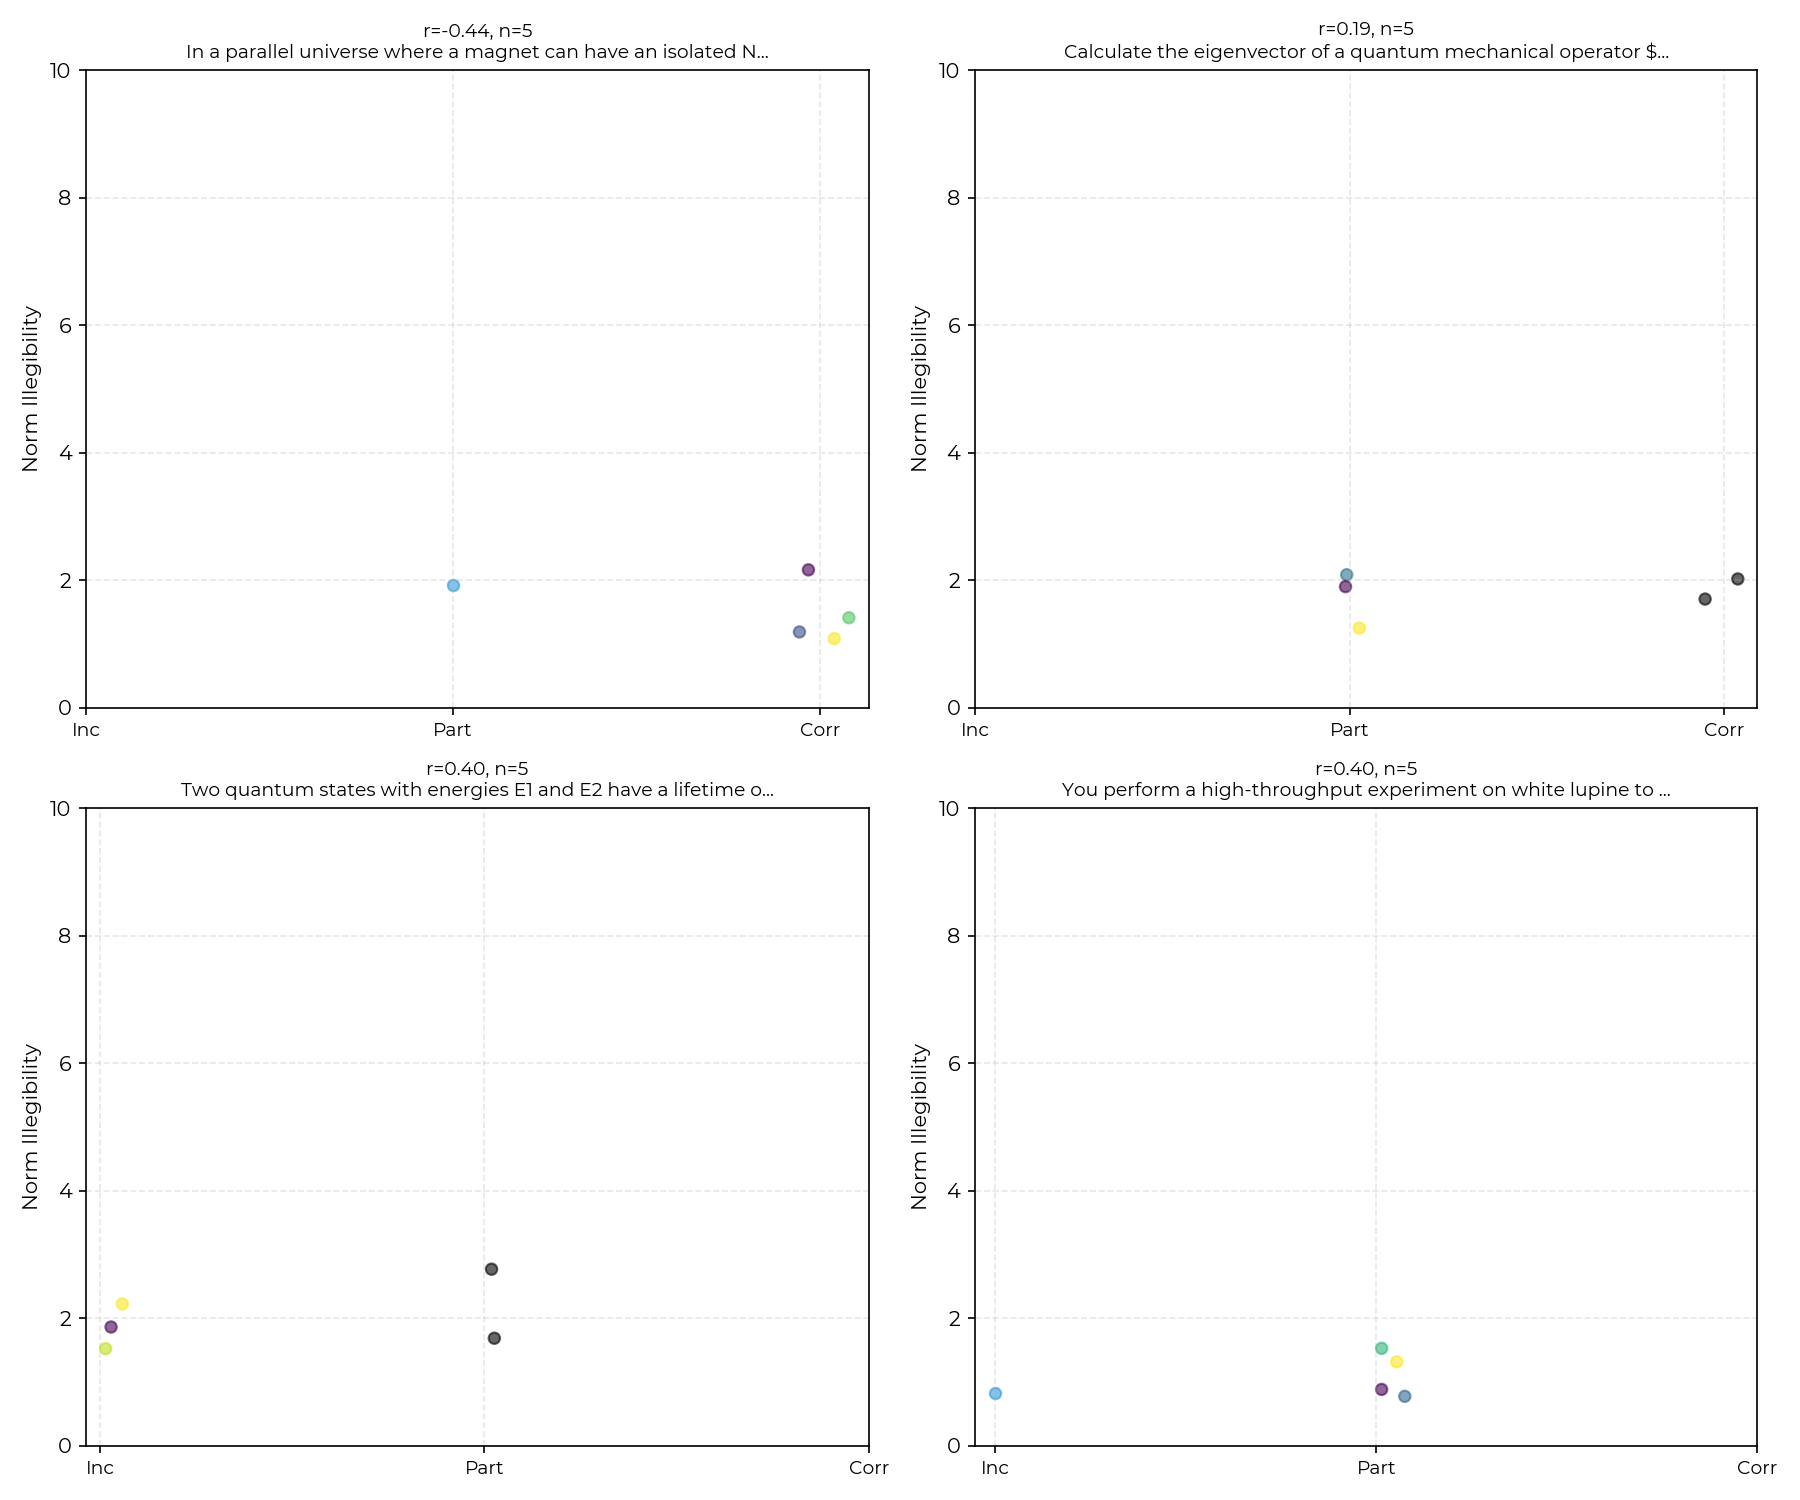 r=-0.44, n=5
In a parallel universe where a magnet can have an isolated N...
10
8
6
4
2
0
Norm Illegibility
Inc
Part
Corr
r=0.19, n=5
Calculate the eigenvector of a quantum mechanical operator $...
10
8
6
4
2
0
Norm Illegibility
Inc
Part
Corr
r=0.40, n=5
Two quantum states with energies E1 and E2 have a lifetime o...
10
8
6
4
2
0
Norm Illegibility
Inc
Part
Corr
r=0.40, n=5
You perform a high-throughput experiment on white lupine to ...
10
8
6
4
2
0
Norm Illegibility
Inc
Part
Corr